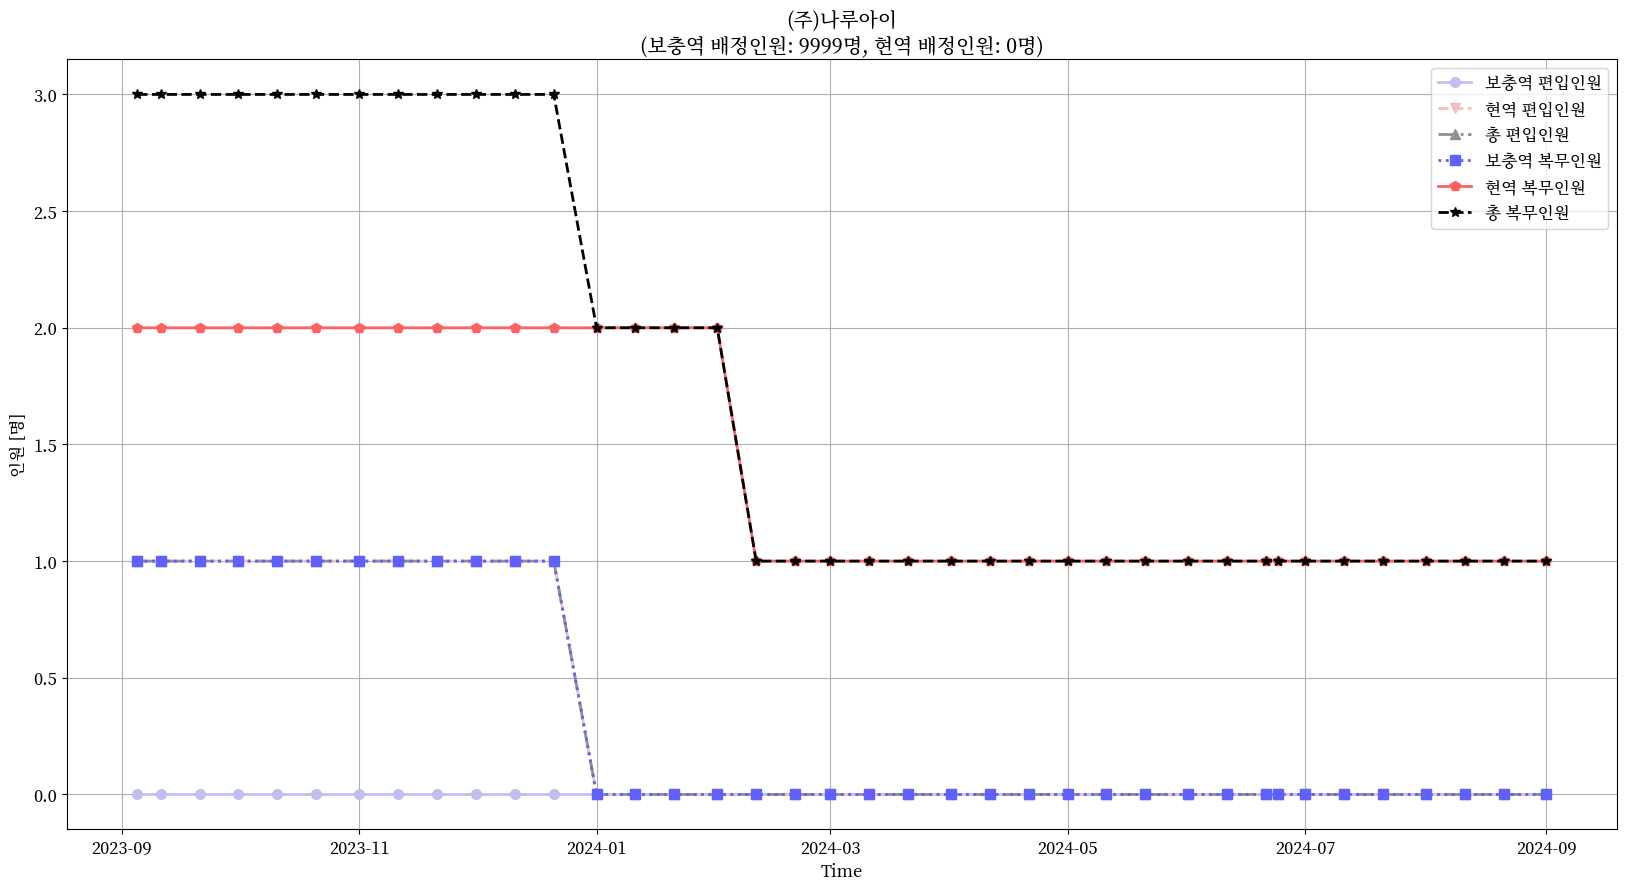 (주)나루아이
(보충역 배정인원: 9999명, 현역 배정인원: 0명)
보충역 편입인원
현역 편입인원
총 편입인원
보충역 복무인원
현역 복무인원
총 복무인원
3.0
2.5
2.0
1.5
1.0
0.5
0.0
인원 [명]
2023-09 2023-11 2024-01 2024-03 2024-05 2024-07 2024-09
Time